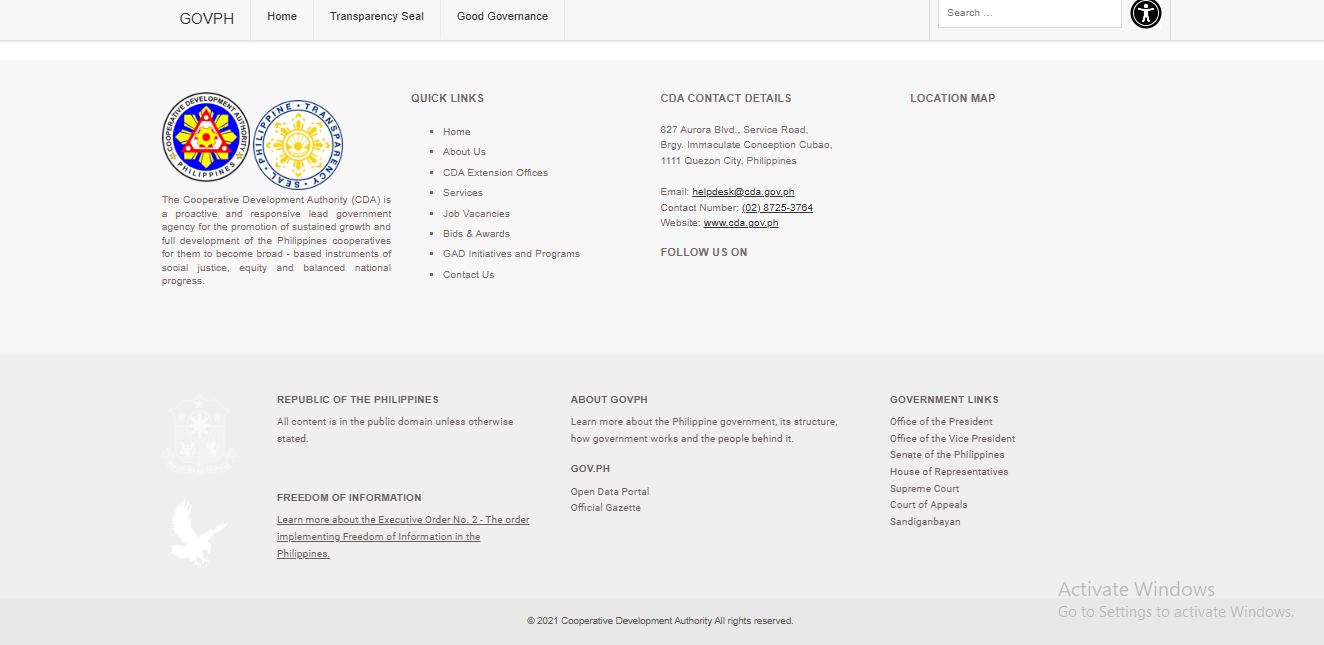 GOVPH
Home
Transparency Seal
Good Governance
Search ...
COOPERATIVE DEVELOPMENT AUTHORITY
PHILIPPINES
PHILIPPINE TRANSPARENCY SEAL
The Cooperative Development Authority (CDA) is
a proactive and responsive lead government
agency for the promotion of sustained growth and
full development of the Philippines cooperatives
for them to become broad - based instruments of
social justice, equity and balanced national
progress.
QUICK LINKS
Home
About Us
CDA Extension Offices
Services
Job Vacancies
Bids & Awards
GAD Initiatives and Programs
Contact Us
CDA CONTACT DETAILS
827 Aurora Blvd., Service Road,
Brgy. Immaculate Conception Cubao,
1111 Quezon City, Philippines
Email: helpdesk@cda.gov.ph
Contact Number: (02) 8725-3764
Website: www.cda.gov.ph
FOLLOW US ON
LOCATION MAP
REPUBLIC OF THE PHILIPPINES
All content is in the public domain unless otherwise
stated.
FREEDOM OF INFORMATION
Learn more about the Executive Order No. 2 - The order
implementing Freedom of Information in the
Philippines.
ABOUT GOVPH
Learn more about the Philippine government, its structure,
how government works and the people behind it.
GOV.PH
Open Data Portal
Official Gazette
GOVERNMENT LINKS
Office of the President
Office of the Vice President
Senate of the Philippines
House of Representatives
Supreme Court
Court of Appeals
Sandiganbayan
Activate Windows
Go to Settings to activate Windows.
© 2021 Cooperative Development Authority All rights reserved.